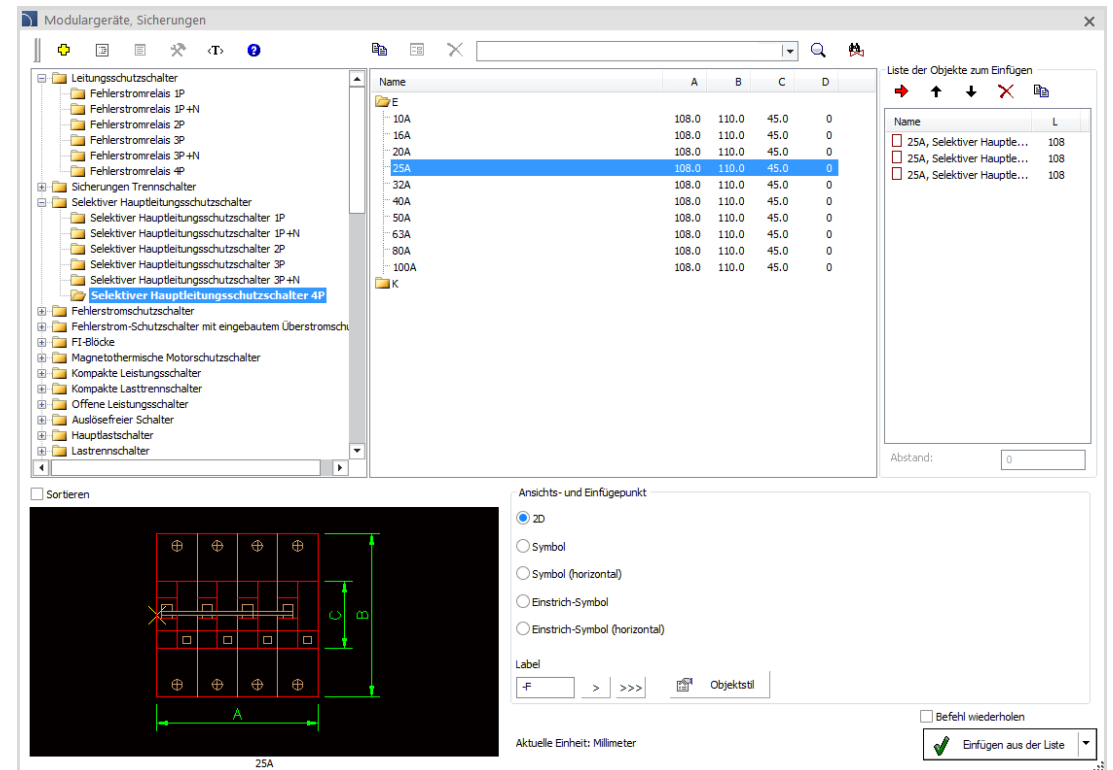 Modulargeräte, Sicherungen
<T>
Leitungsschutzschalter
Fehlerstromrelais 1P
Fehlerstromrelais 1P+N
Fehlerstromrelais 2P
Fehlerstromrelais 3P
Fehlerstromrelais 3P+N
Fehlerstromrelais 4P
Sicherungen Trennschalter
Selektiver Hauptleitungsschutzschalter
Selektiver Hauptleitungsschutzschalter 1P
Selektiver Hauptleitungsschutzschalter 1P+N
Selektiver Hauptleitungsschutzschalter 2P
Selektiver Hauptleitungsschutzschalter 3P
Selektiver Hauptleitungsschutzschalter 3P+N
Selektiver Hauptleitungsschutzschalter 4P
Fehlerstromschutzschalter
Fehlerstrom-Schutzschalter mit eingebautem Überstromschu
FI-Blöcke
Magnetothermische Motorschutzschalter
Kompakte Leistungsschalter
Kompakte Lasttrennschalter
Offene Leistungsschalter
Auslösefreier Schalter
Hauptlastschalter
Lastrennschalter
Name A B C D
E
10A 108.0 110.0 45.0 0
16A 108.0 110.0 45.0 0
20A 108.0 110.0 45.0 0
25A 108.0 110.0 45.0 0
32A 108.0 110.0 45.0 0
40A 108.0 110.0 45.0 0
50A 108.0 110.0 45.0 0
63A 108.0 110.0 45.0 0
80A 108.0 110.0 45.0 0
100A 108.0 110.0 45.0 0
K
Liste der Objekte zum Einfügen
Name L
25A, Selektiver Hauptle... 108
25A, Selektiver Hauptle... 108
25A, Selektiver Hauptle... 108
Abstand: 0
Sortieren
A
B
C
25A
Ansichts- und Einfügepunkt
2D
Symbol
Symbol (horizontal)
Einstrich-Symbol
Einstrich-Symbol (horizontal)
Label
-F > >>> Objektstil
Befehl wiederholen
Aktuelle Einheit: Millimeter
Einfügen aus der Liste